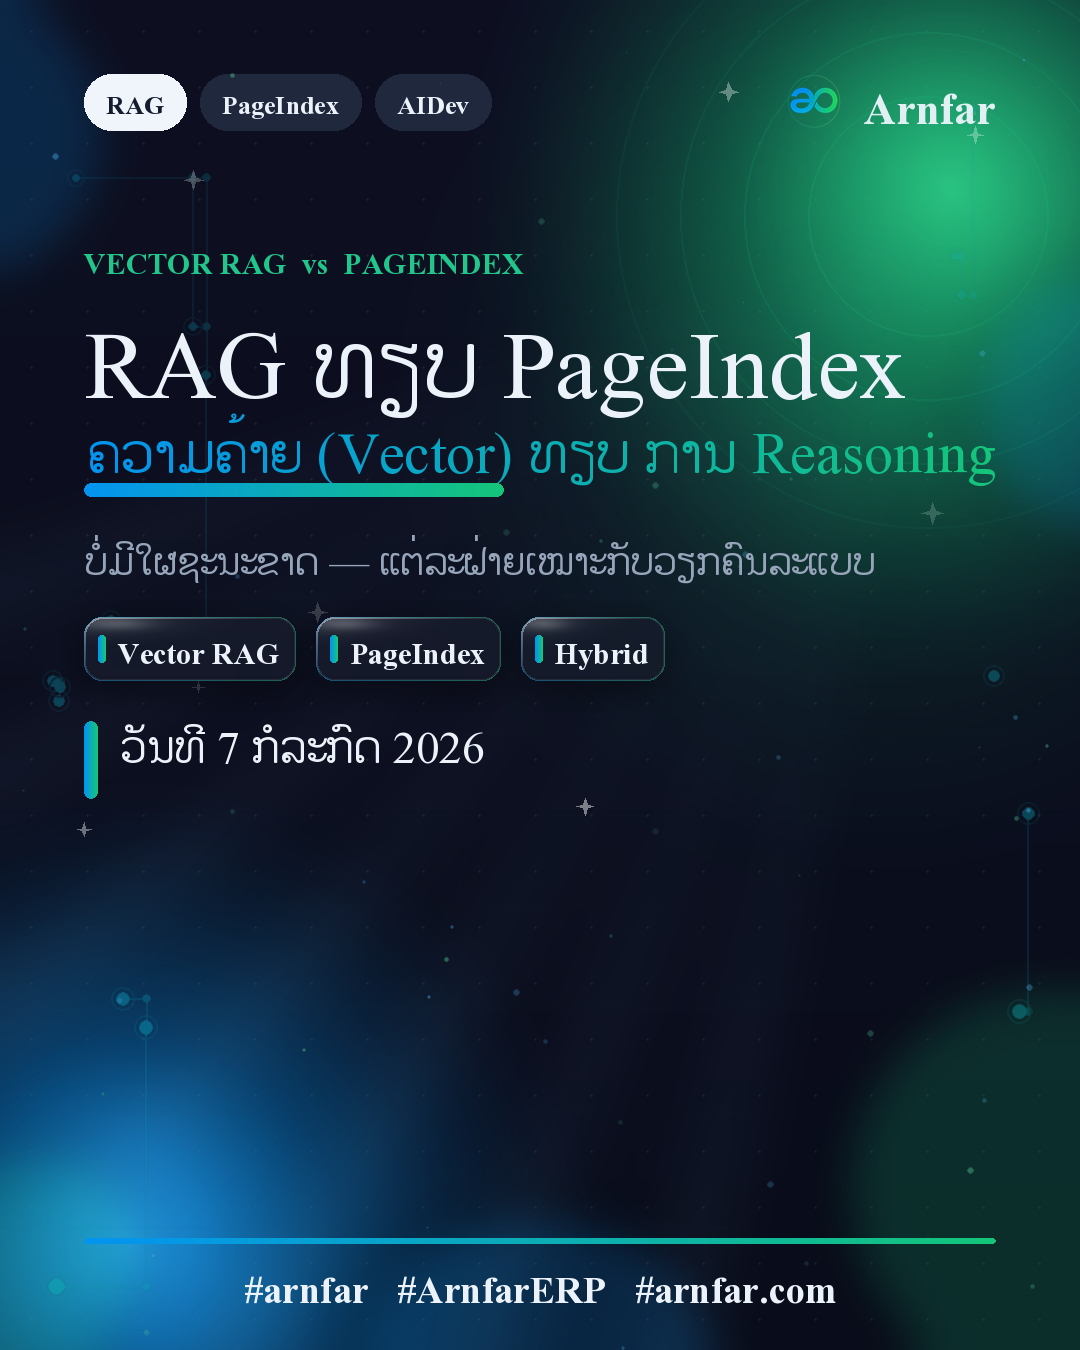 RAG PageIndex AIDev Arnfar
VECTOR RAG vs PAGEINDEX
RAG ທຽບ PageIndex
ຄວາມຄ້າຍ (Vector) ທຽບ ການ Reasoning
ບໍ່ມີໃຜຊະນະຂາດ — ແຕ່ລະຝ່າຍເໝາະກັບວຽກຄົນລະແບບ
Vector RAG PageIndex Hybrid
ວັນທີ 7 ກໍລະກົດ 2026
#arnfar #ArnfarERP #arnfar.com